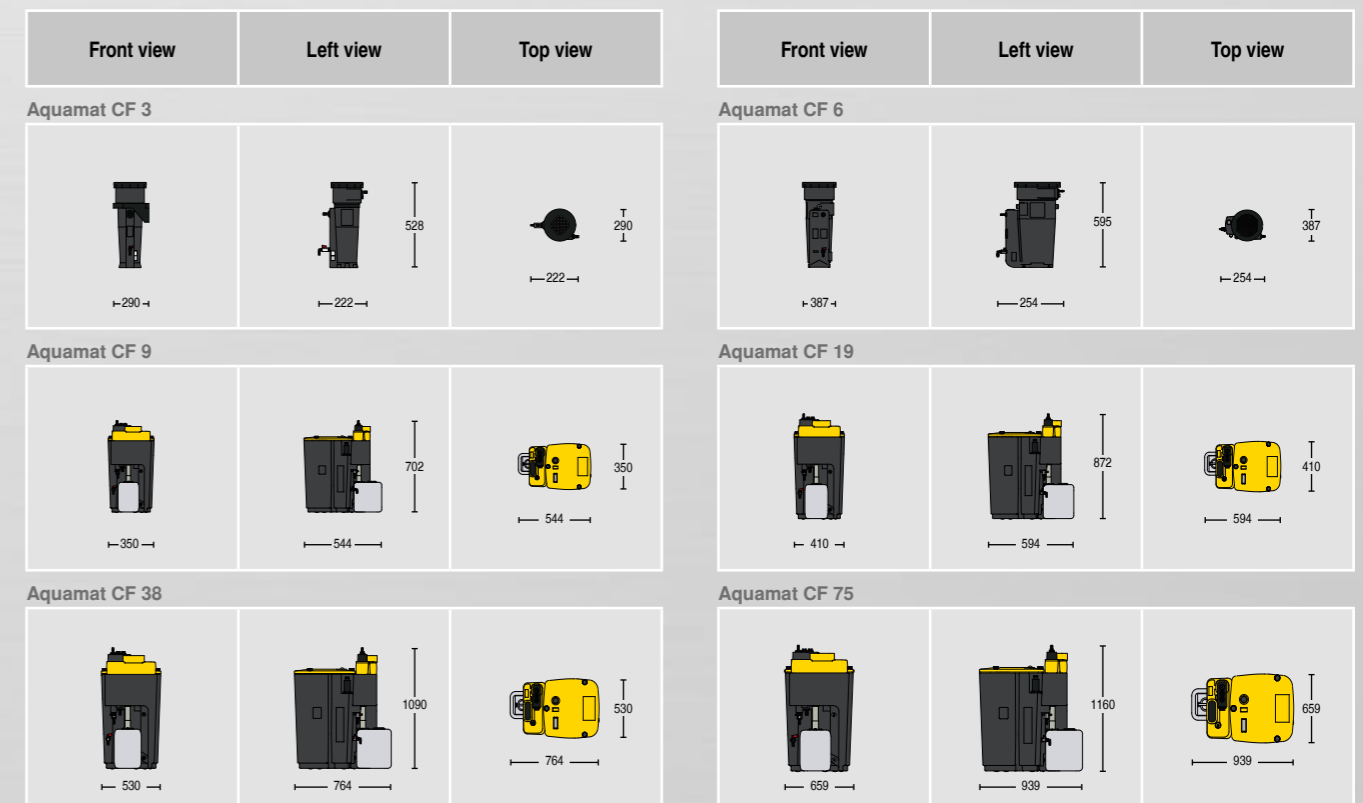 Front view Left view Top view Front view Left view Top view
Aquamat CF 3 Aquamat CF 6
528 290 595 387
222 254
290 222 387 254
Aquamat CF 9 Aquamat CF 19
702 350 872 410
544 594
350 544 410 594
Aquamat CF 38 Aquamat CF 75
1090 530 1160 659
764 939
530 764 659 939